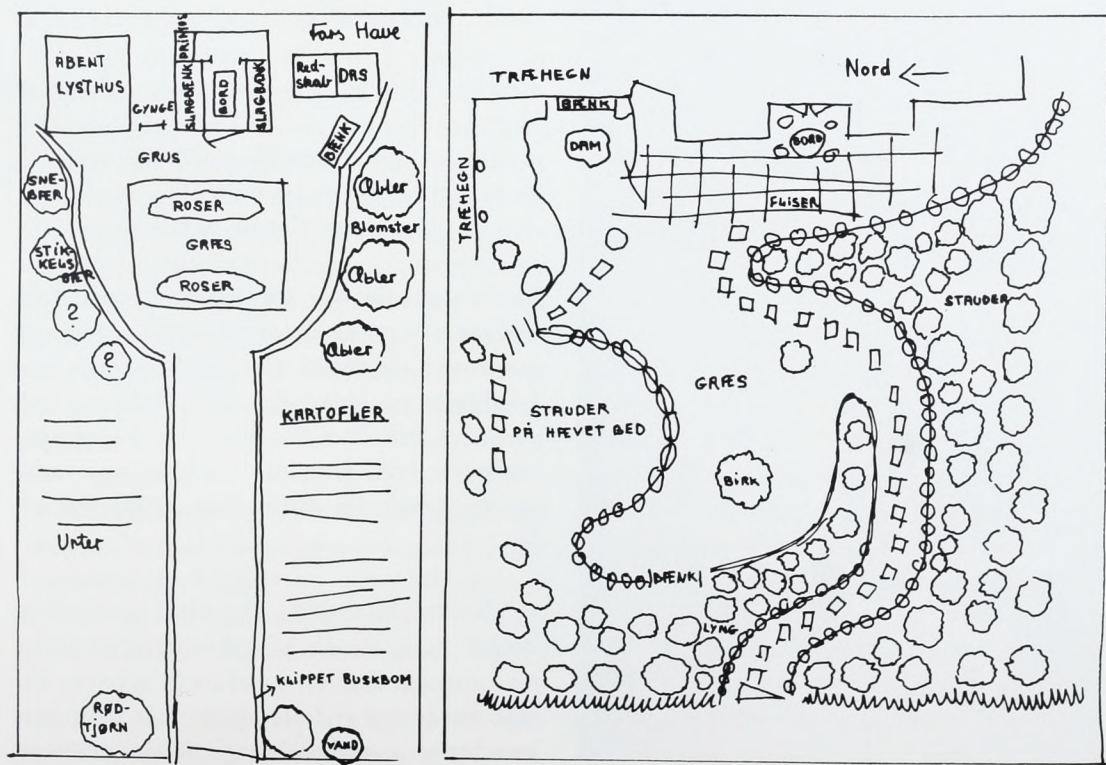 Fars Have
ÅBENT
LYSTHUS
GYNGE
PRIMUS
SLAGBÆNK
BORD
SLAGBÆNK
Red-
skab
DAS
BÆNK
GRUS
SNE-
BÆR
STIK-
KELS
BÆR
?
?
ROSER
GRÆS
ROSER
Æbler
Blomster
Æbler
Æbler
KARTOFLER
Urter
KLIPPET BUSKBOM
RØD-
TJØRN
VAND
TRÆHEGN
Nord
BÆNK
DAM
BORD
TRÆHEGN
FLISER
STAUDER
GRÆS
STAUDER
PÅ HÆVET BED
BIRK
BÆNK
LYNG